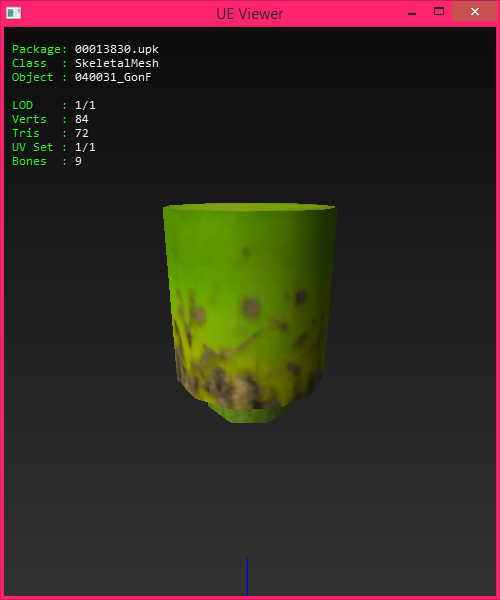 UE Viewer
Package: 00013830.upk
Class : SkeletalMesh
Object : 040031_GonF
LOD : 1/1
Verts : 84
Tris : 72
UV Set : 1/1
Bones : 9